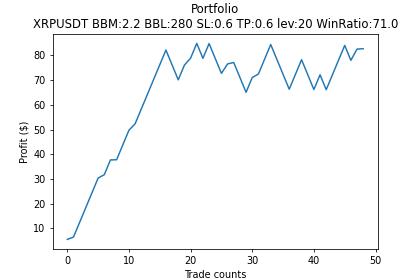 Portfolio
XRPUSDT BBM:2.2 BBL:280 SL:0.6 TP:0.6 lev:20 WinRatio:71.0
80
70
60
50
40
30
20
10
Profit ($)
0 10 20 30 40 50
Trade counts